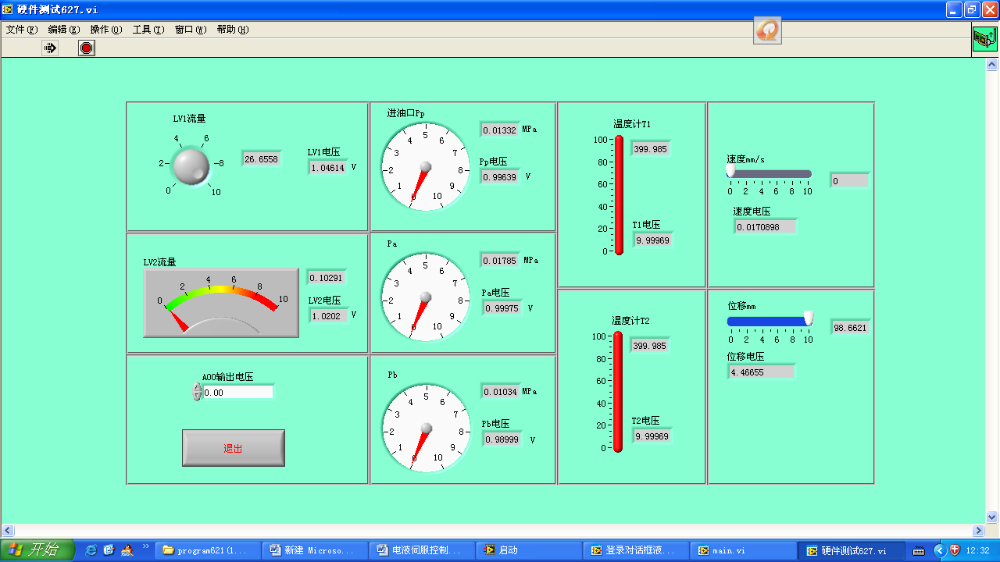 硬件测试627.vi
文件(F) 编辑(E) 操作(O) 工具(T) 窗口(W) 帮助(H)
LV1流量
0 2 4 6 8 10
26.6558
LV1电压
1.04614 V
LV2流量
0 2 4 6 8 10
0.10291
LV2电压
1.0202 V
AO0输出电压
0.00
退出
进油口Pp
0 1 2 3 4 5 6 7 8 9 10
0.01332 MPa
Pp电压
0.99639 V
Pa
0 1 2 3 4 5 6 7 8 9 10
0.01785 MPa
Pa电压
0.99975 V
Pb
0 1 2 3 4 5 6 7 8 9 10
0.01034 MPa
Pb电压
0.98999 V
温度计T1
100
80
60
40
20
0
399.985
T1电压
9.99969
温度计T2
100
80
60
40
20
0
399.985
T2电压
9.99969
速度mm/s
0 2 4 6 8 10
0
速度电压
0.0170898
位移mm
0 2 4 6 8 10
98.6621
位移电压
4.46655
开始 program621(1... 新建 Microso... 电液伺服控制... 启动 登录对话框液... main.vi 硬件测试627.vi 12:32